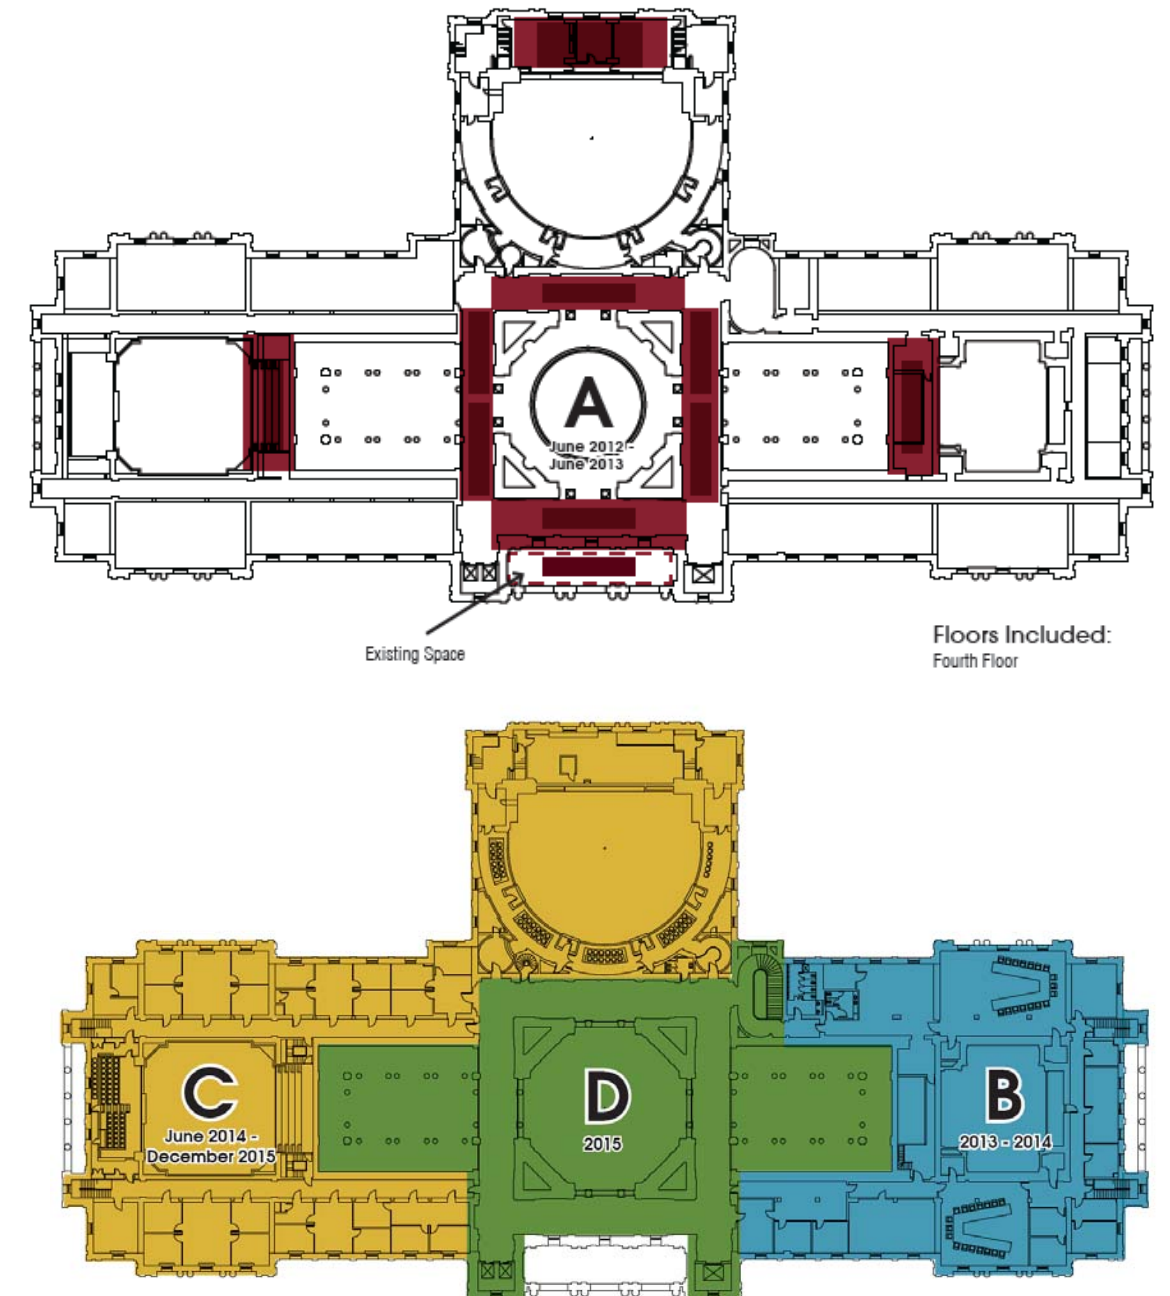 A
June 2012 -
June 2013
Existing Space
Floors Included:
Fourth Floor
C
June 2014 -
December 2015
D
2015
B
2013 - 2014